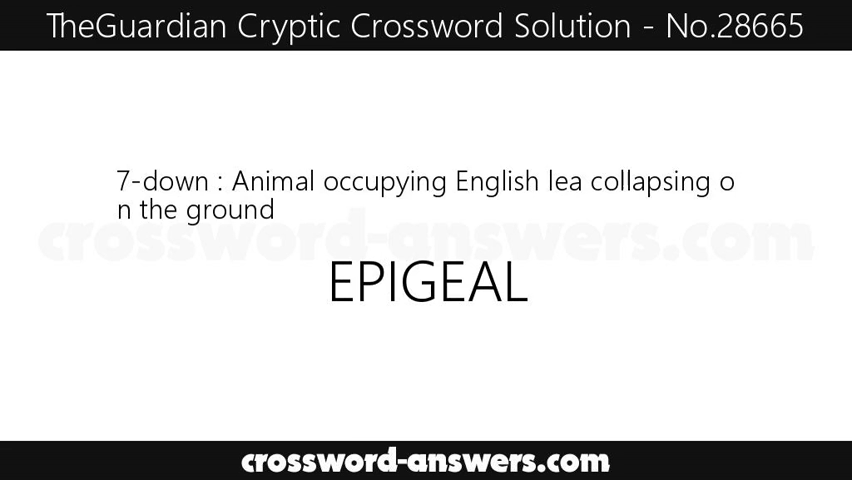 TheGuardian Cryptic Crossword Solution - No.28665
7-down : Animal occupying English lea collapsing o
n the ground
crossword-answers.com
EPIGEAL
crossword-answers.com